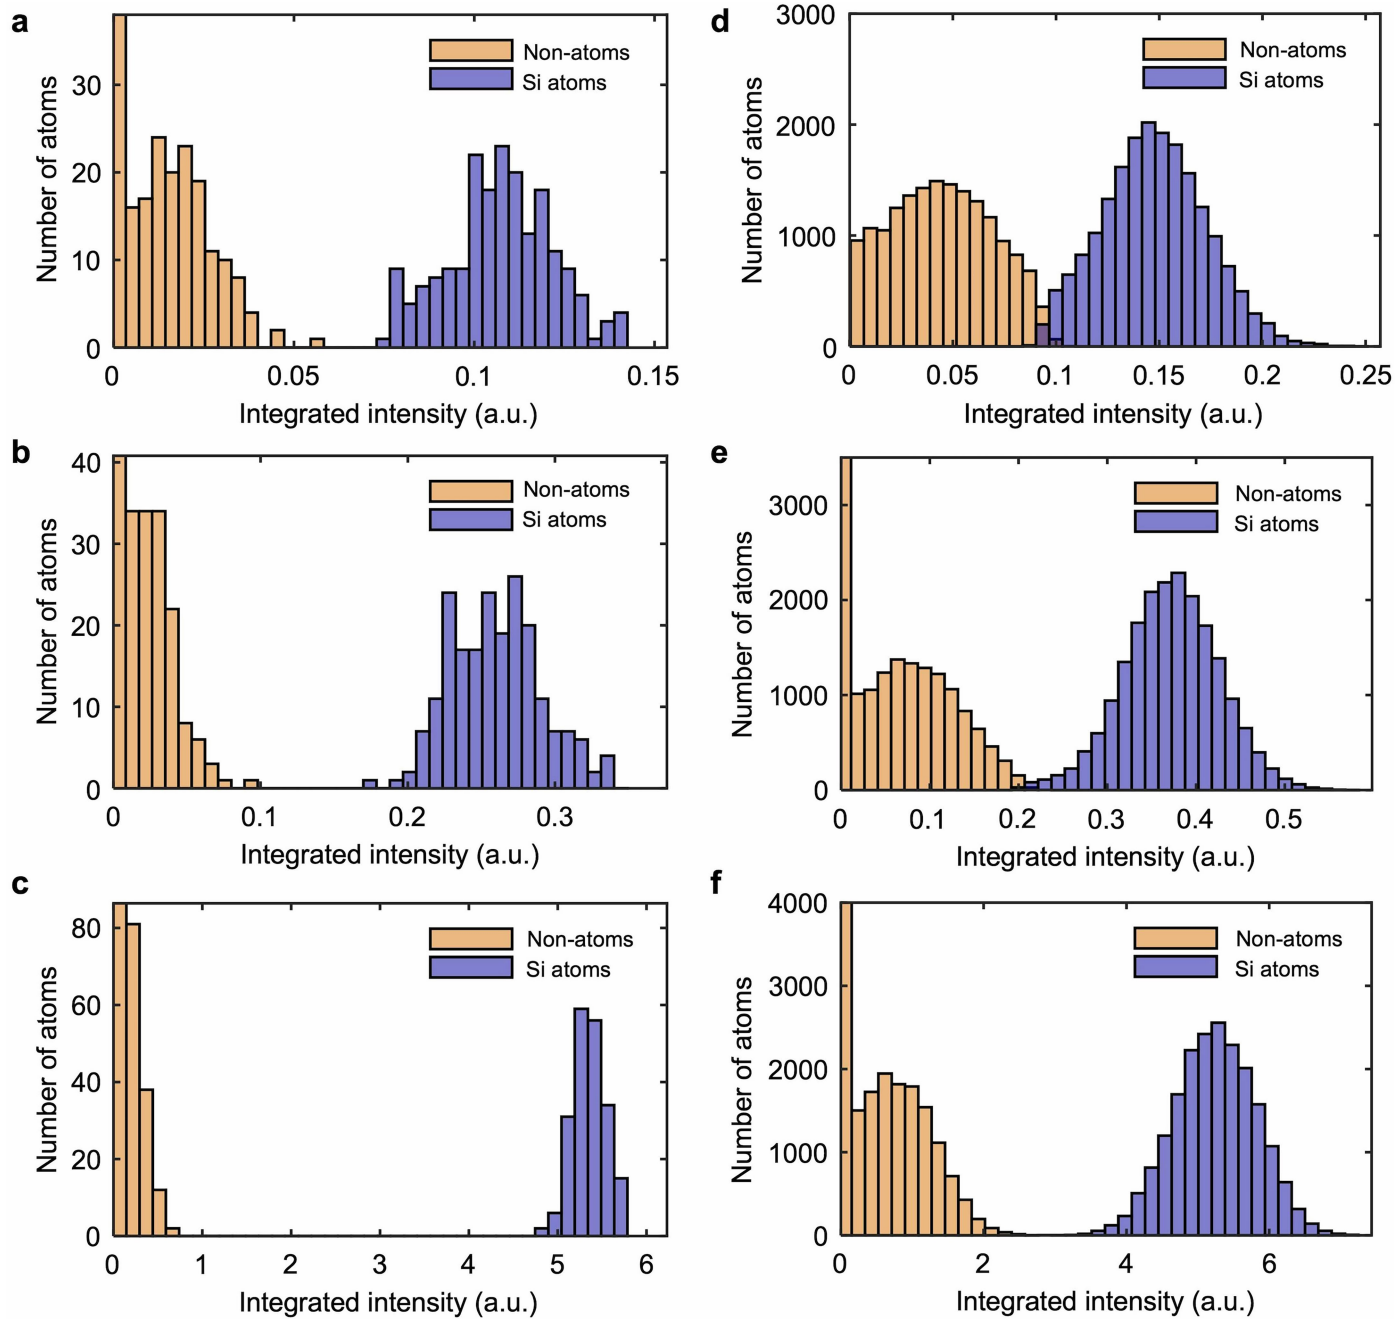 a
Number of atoms
30
20
10
0
Non-atoms
Si atoms
0
0.05
0.1
0.15
Integrated intensity (a.u.)
d
Number of atoms
3000
2000
1000
0
Non-atoms
Si atoms
0
0.05
0.1
0.15
0.2
0.25
Integrated intensity (a.u.)
b
Number of atoms
40
30
20
10
0
Non-atoms
Si atoms
0
0.1
0.2
0.3
Integrated intensity (a.u.)
e
Number of atoms
3000
2000
1000
0
Non-atoms
Si atoms
0
0.1
0.2
0.3
0.4
0.5
Integrated intensity (a.u.)
c
Number of atoms
80
60
40
20
0
Non-atoms
Si atoms
0
1
2
3
4
5
6
Integrated intensity (a.u.)
f
Number of atoms
4000
3000
2000
1000
0
Non-atoms
Si atoms
0
2
4
6
Integrated intensity (a.u.)